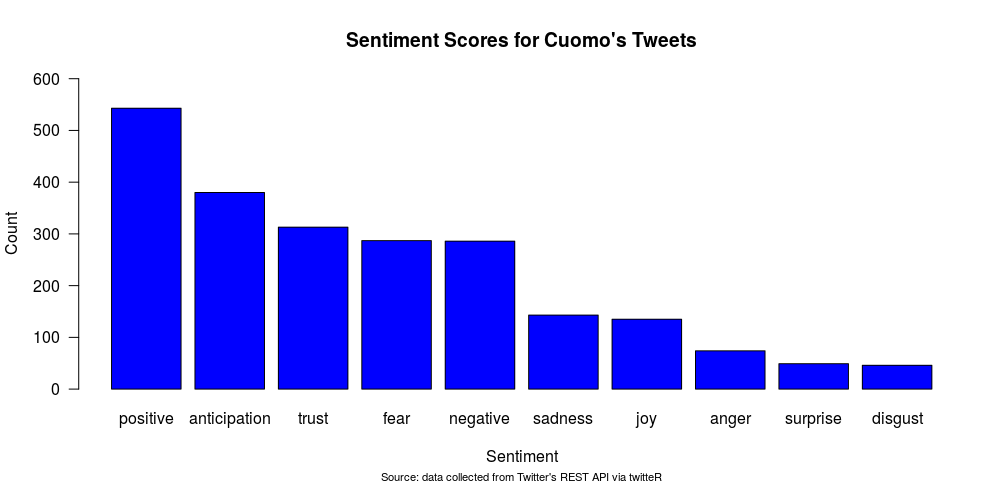 Sentiment Scores for Cuomo's Tweets
600
500
400
300
200
100
0
Count
positive anticipation trust fear negative sadness joy anger surprise disgust
Sentiment
Source: data collected from Twitter's REST API via twitteR